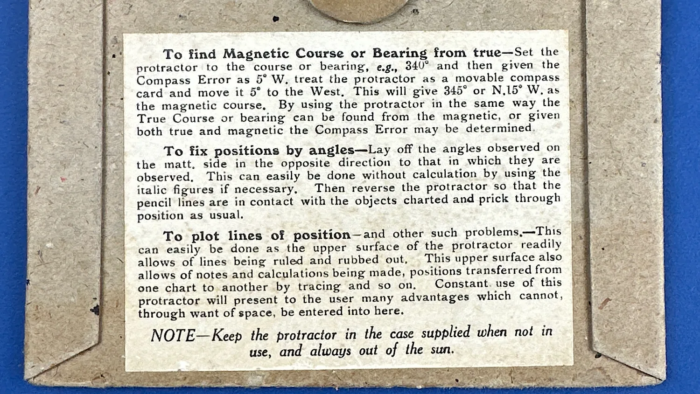 To find Magnetic Course or Bearing from true—Set the
protractor to the course or bearing, e.g., 340° and then given the
Compass Error as 5° W. treat the protractor as a movable compass
card and move it 5° to the West. This will give 345° or N.15° W. as
the magnetic course. By using the protractor in the same way the
True Course or bearing can be found from the magnetic, or given
both true and magnetic the Compass Error may be determined.
To fix positions by angles—Lay off the angles observed on
the matt. side in the opposite direction to that in which they are
observed. This can easily be done without calculation by using the
italic figures if necessary. Then reverse the protractor so that the
pencil lines are in contact with the objects charted and prick through
position as usual.
To plot lines of position—and other such problems.—This
can easily be done as the upper surface of the protractor readily
allows of lines being ruled and rubbed out. This upper surface also
allows of notes and calculations being made, positions transferred from
one chart to another by tracing and so on. Constant use of this
protractor will present to the user many advantages which cannot,
through want of space, be entered into here.
NOTE—Keep the protractor in the case supplied when not in
use, and always out of the sun.